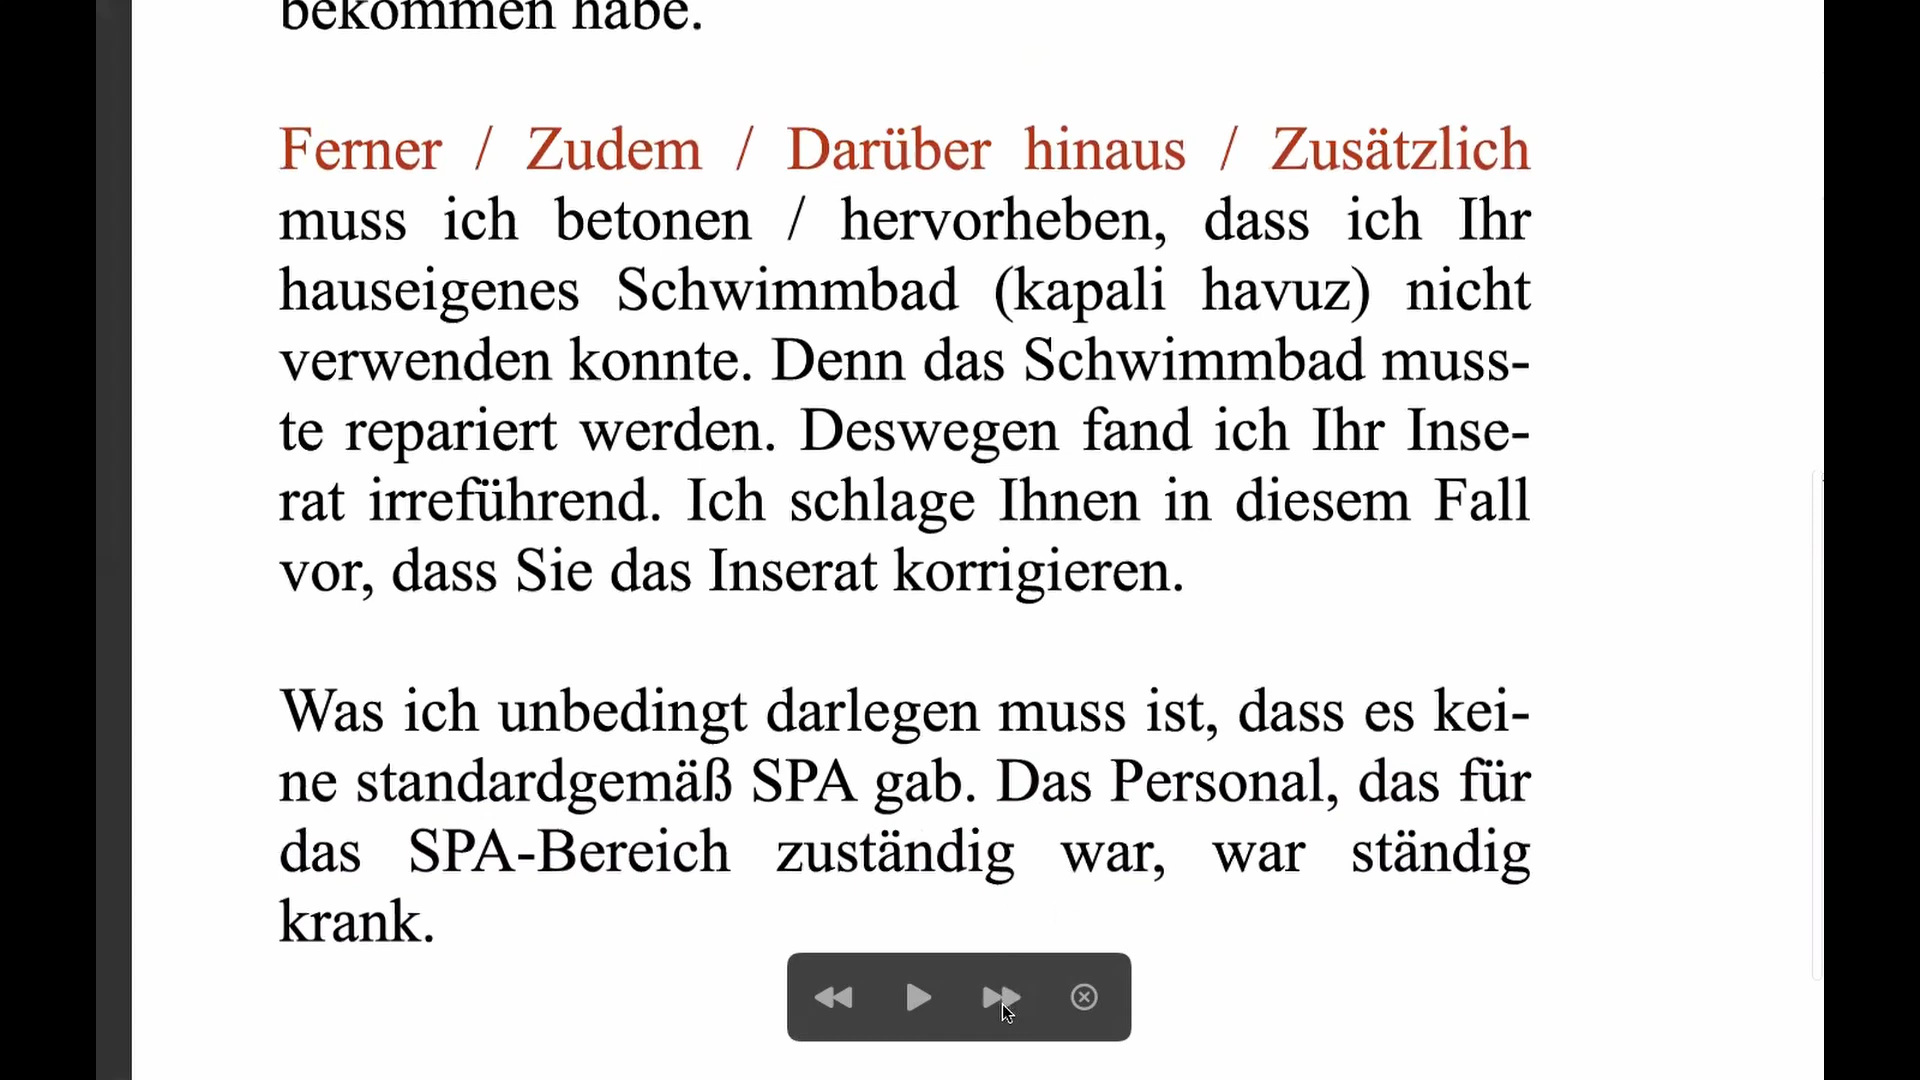 bekommen habe.
Ferner / Zudem / Darüber hinaus / Zusätzlich
muss ich betonen / hervorheben, dass ich Ihr
hauseigenes Schwimmbad (kapali havuz) nicht
verwenden konnte. Denn das Schwimmbad muss-
te repariert werden. Deswegen fand ich Ihr Inse-
rat irreführend. Ich schlage Ihnen in diesem Fall
vor, dass Sie das Inserat korrigieren.
Was ich unbedingt darlegen muss ist, dass es kei-
ne standardgemäß SPA gab. Das Personal, das für
das SPA-Bereich zuständig war, war ständig
krank.